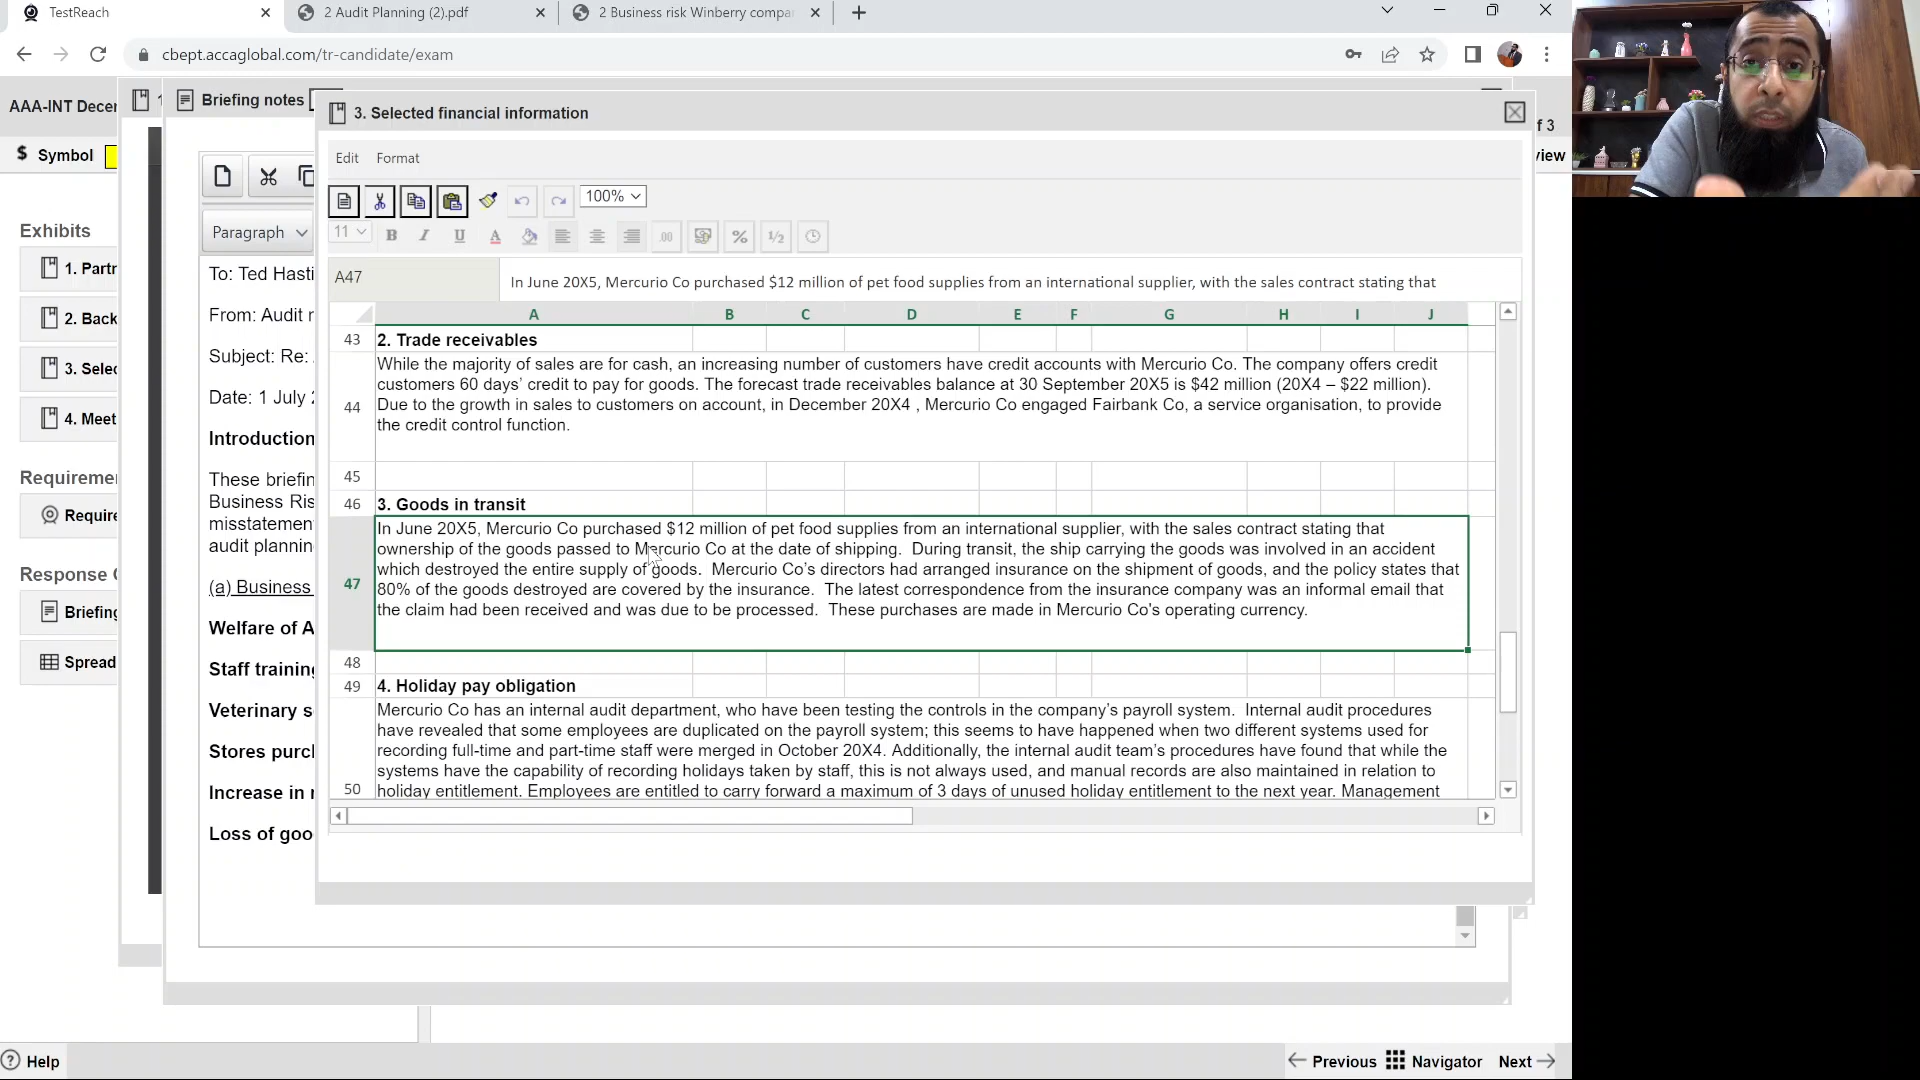 TestReach
2 Audit Planning (2).pdf
2 Business risk Winberry compa
cbept.accaglobal.com/tr-candidate/exam
AAA-INT Decer
1
Briefing notes
3. Selected financial information
f 3
$ Symbol
view
Edit Format
100%
Paragraph
11
B I U A .00 % 1/2
Exhibits
1. Partr
2. Back
3. Selec
4. Meet
Requiremen
Require
Response O
Briefing
Spread
To: Ted Hasti
From: Audit r
Subject: Re:
Date: 1 July 2
Introduction
These briefin
Business Ris
misstatemen
audit plannin
(a) Business
Welfare of A
Staff training
Veterinary s
Stores purch
Increase in r
Loss of goo
A47
In June 20X5, Mercurio Co purchased $12 million of pet food supplies from an international supplier, with the sales contract stating that
A B C D E F G H I J
43 2. Trade receivables
44
While the majority of sales are for cash, an increasing number of customers have credit accounts with Mercurio Co. The company offers credit
customers 60 days’ credit to pay for goods. The forecast trade receivables balance at 30 September 20X5 is $42 million (20X4 – $22 million).
Due to the growth in sales to customers on account, in December 20X4 , Mercurio Co engaged Fairbank Co, a service organisation, to provide
the credit control function.
45
46 3. Goods in transit
47
In June 20X5, Mercurio Co purchased $12 million of pet food supplies from an international supplier, with the sales contract stating that
ownership of the goods passed to Mercurio Co at the date of shipping. During transit, the ship carrying the goods was involved in an accident
which destroyed the entire supply of goods. Mercurio Co’s directors had arranged insurance on the shipment of goods, and the policy states that
80% of the goods destroyed are covered by the insurance. The latest correspondence from the insurance company was an informal email that
the claim had been received and was due to be processed. These purchases are made in Mercurio Co's operating currency.
48
49 4. Holiday pay obligation
50
Mercurio Co has an internal audit department, who have been testing the controls in the company’s payroll system. Internal audit procedures
have revealed that some employees are duplicated on the payroll system; this seems to have happened when two different systems used for
recording full-time and part-time staff were merged in October 20X4. Additionally, the internal audit team’s procedures have found that while the
systems have the capability of recording holidays taken by staff, this is not always used, and manual records are also maintained in relation to
holiday entitlement. Employees are entitled to carry forward a maximum of 3 days of unused holiday entitlement to the next year. Management
Help
Previous Navigator Next